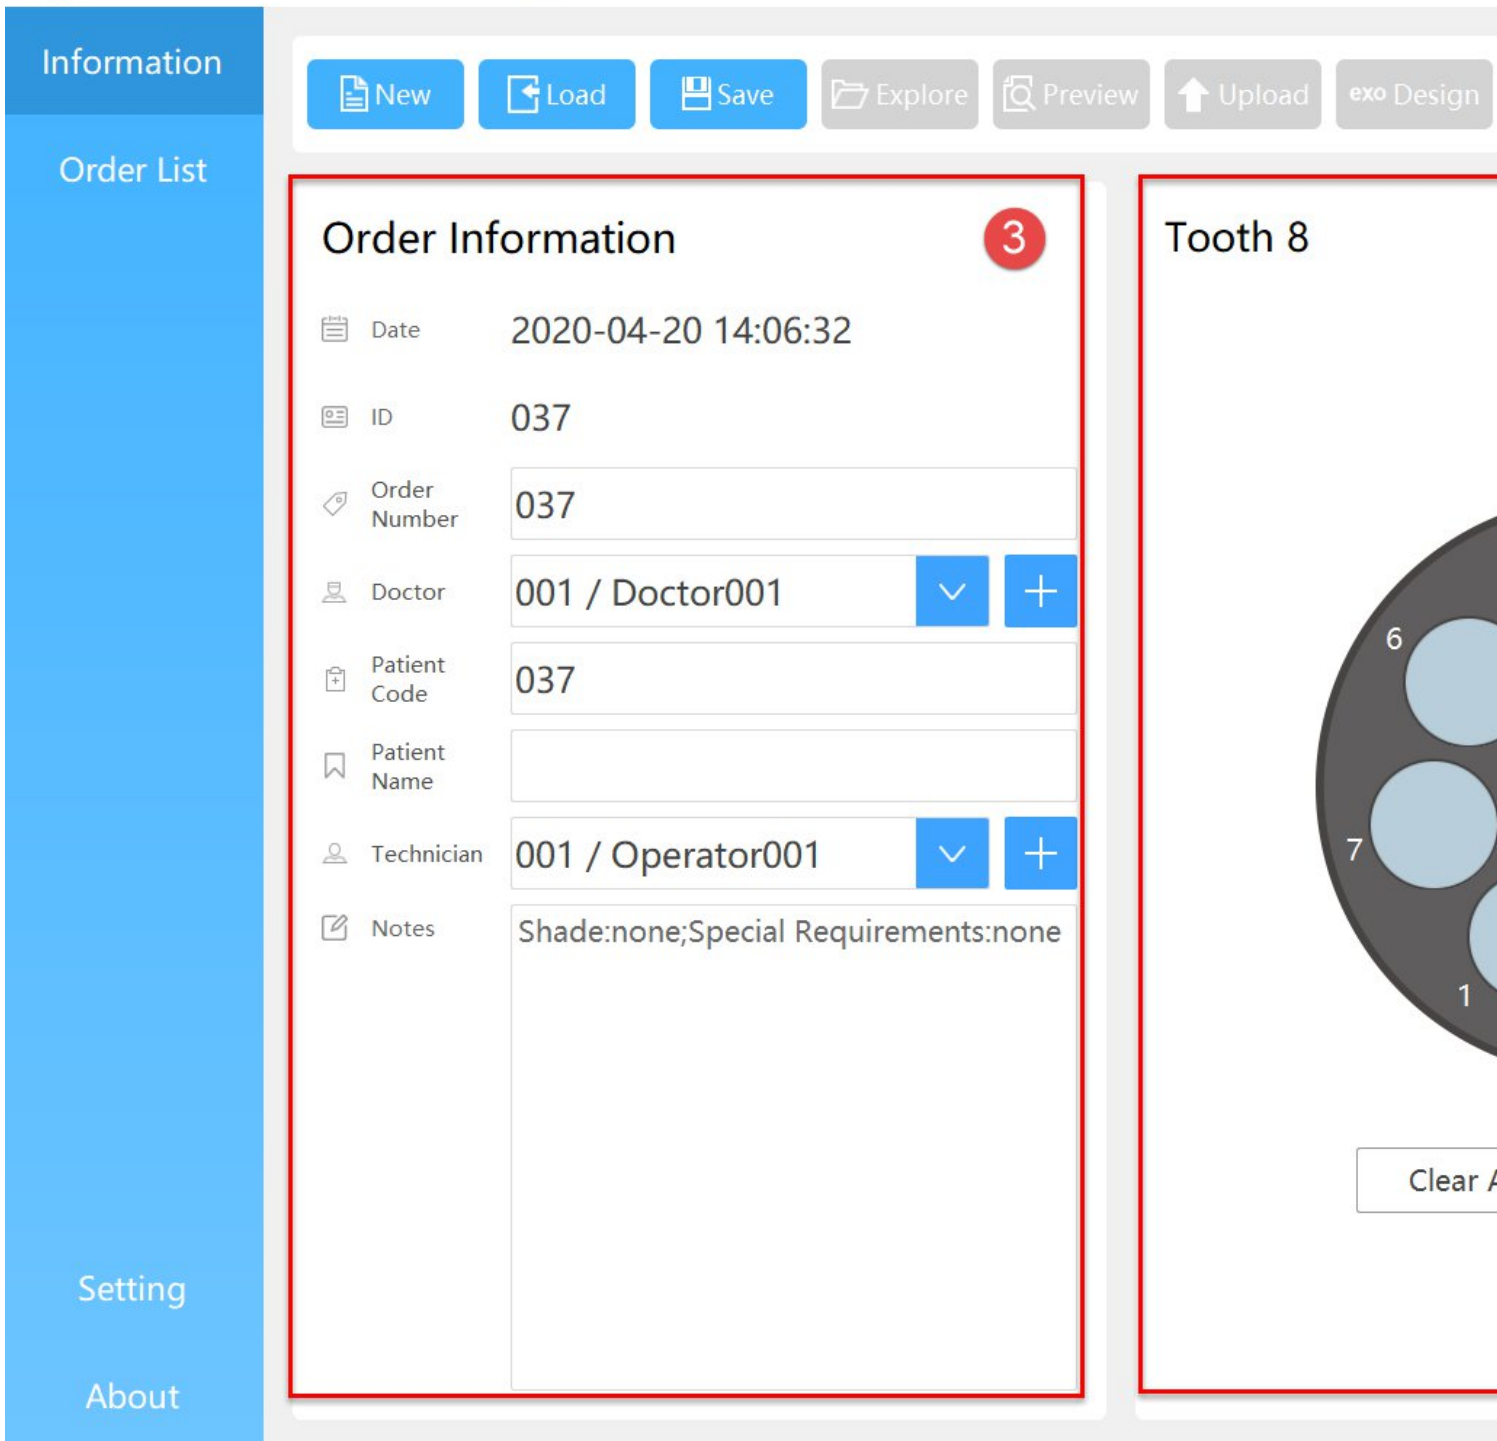 Information
New Load Save Explore Preview Upload exo Design
Order List
Order Information
3
Tooth 8
Date 2020-04-20 14:06:32
ID 037
Order
Number 037
Doctor 001 / Doctor001
Patient
Code 037
Patient
Name
Technician 001 / Operator001
Notes Shade:none;Special Requirements:none
6
7
1
Clear
Setting
About